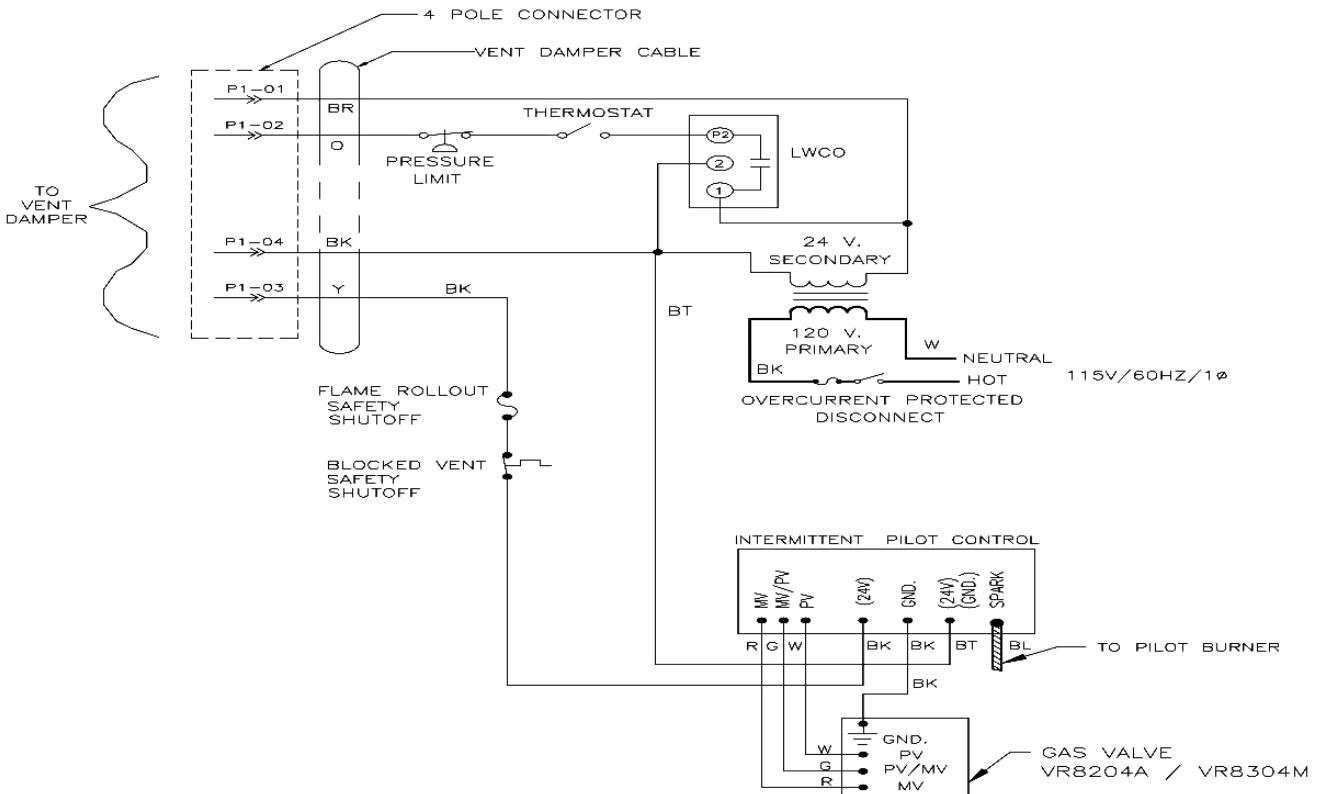 4 POLE CONNECTOR
VENT DAMPER CABLE
P1-01
BR
P1-02
O
THERMOSTAT
PRESSURE
LIMIT
P2
2
1
LWCO
TO
VENT
DAMPER
P1-04
BK
P1-03
Y
BK
BT
24 V.
SECONDARY
120 V.
PRIMARY
W
NEUTRAL
BK
HOT
115V/60HZ/1ø
OVERCURRENT PROTECTED
DISCONNECT
FLAME ROLLOUT
SAFETY
SHUTOFF
BLOCKED VENT
SAFETY
SHUTOFF
INTERMITTENT PILOT CONTROL
MV
MV/PV
PV
(24V)
GND.
(24V)
(GND.)
SPARK
R G W BK BK BT BL
TO PILOT BURNER
BK
GND.
W PV
G PV/MV
R MV
GAS VALVE
VR8204A / VR8304M